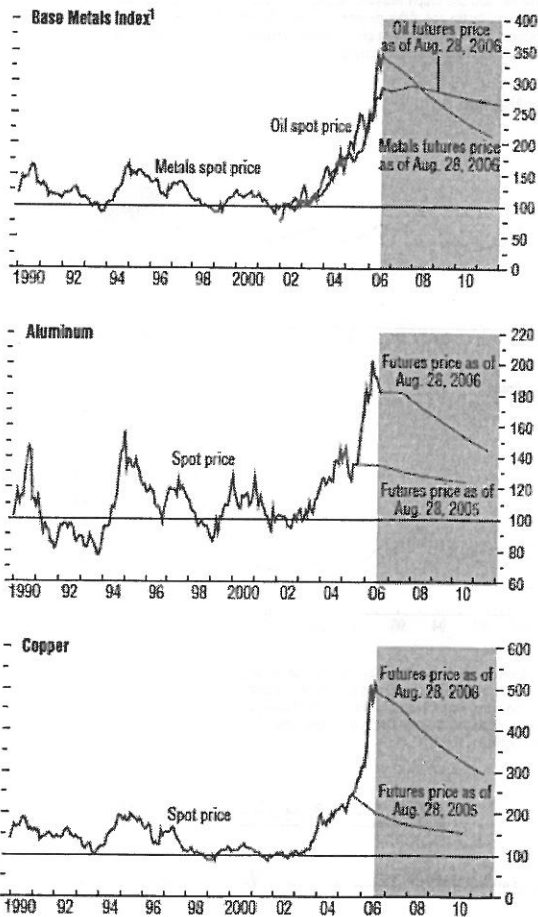 Base Metals Index¹
400
Oil futures price
as of Aug. 28, 2006
350
300
Oil spot price
250
Metals spot price
Metals futures price
as of Aug. 28, 2006
200
150
100
50
0
1990 92 94 96 98 2000 02 04 06 08 10
Aluminum
220
Futures price as of
Aug. 28, 2006
200
180
Spot price
160
140
120
Futures price as of
Aug. 28, 2005
100
80
60
1990 92 94 96 98 2000 02 04 06 08 10
Copper
600
Futures price as of
Aug. 28, 2006
500
400
300
Futures price as of
Aug. 28, 2005
Spot price
200
100
0
1990 92 94 96 98 2000 02 04 06 08 10